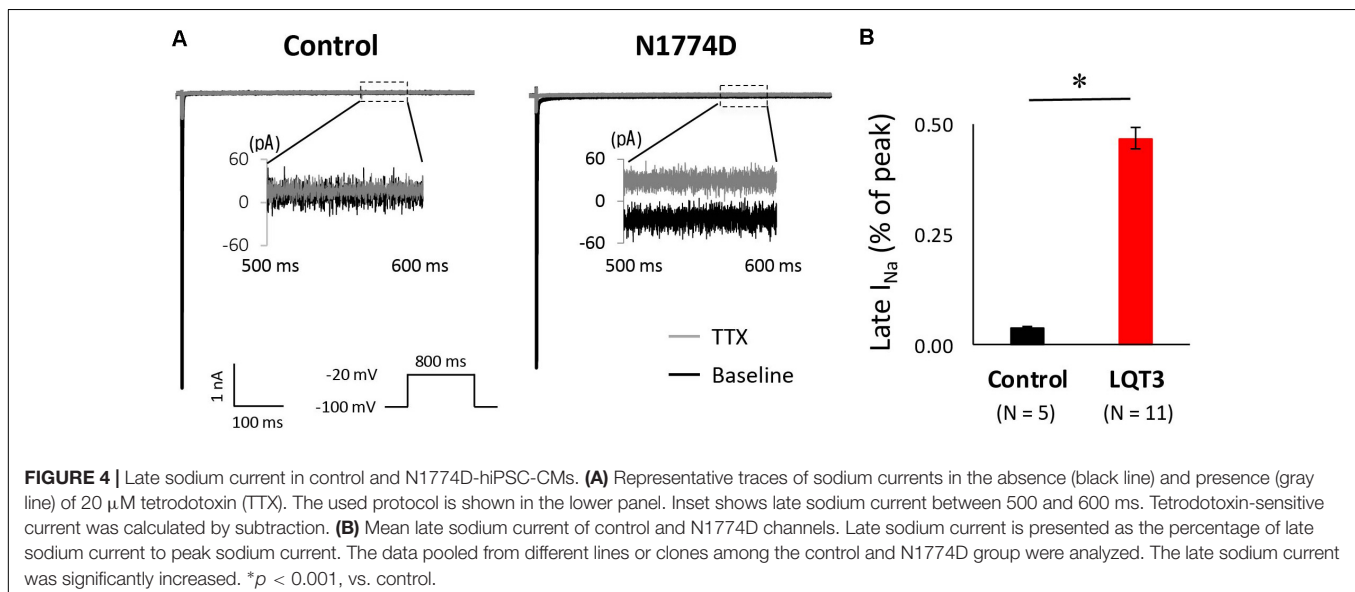 A
Control
N1774D
B
(pA)
60
0
-60
500 ms
600 ms
(pA)
60
0
-60
500 ms
600 ms
TTX
Baseline
1 nA
100 ms
-20 mV
-100 mV
800 ms
*
Late INa (% of peak)
0.50
0.25
0.00
Control
LQT3
(N = 5)
(N = 11)
FIGURE 4 | Late sodium current in control and N1774D-hiPSC-CMs. (A) Representative traces of sodium currents in the absence (black line) and presence (gray
line) of 20 μM tetrodotoxin (TTX). The used protocol is shown in the lower panel. Inset shows late sodium current between 500 and 600 ms. Tetrodotoxin-sensitive
current was calculated by subtraction. (B) Mean late sodium current of control and N1774D channels. Late sodium current is presented as the percentage of late
sodium current to peak sodium current. The data pooled from different lines or clones among the control and N1774D group were analyzed. The late sodium current
was significantly increased. *p < 0.001, vs. control.